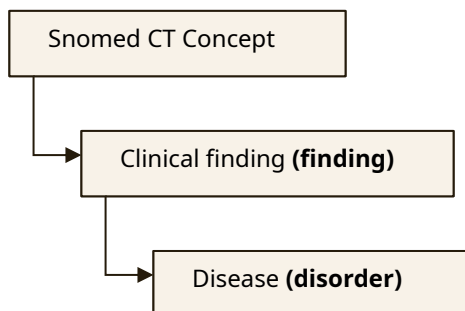 Snomed CT Concept
Clinical finding (finding)
Disease (disorder)